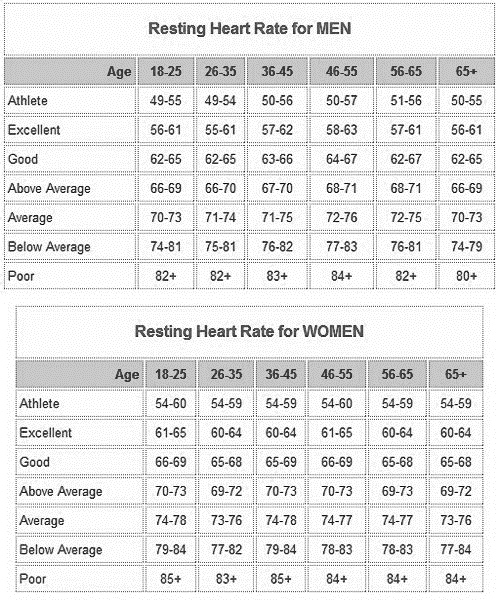 Resting Heart Rate for MEN
Age 18-25 26-35 36-45 46-55 56-65 65+
Athlete 49-55 49-54 50-56 50-57 51-56 50-55
Excellent 56-61 55-61 57-62 58-63 57-61 56-61
Good 62-65 62-65 63-66 64-67 62-67 62-65
Above Average 66-69 66-70 67-70 68-71 68-71 66-69
Average 70-73 71-74 71-75 72-76 72-75 70-73
Below Average 74-81 75-81 76-82 77-83 76-81 74-79
Poor 82+ 82+ 83+ 84+ 82+ 80+
Resting Heart Rate for WOMEN
Age 18-25 26-35 36-45 46-55 56-65 65+
Athlete 54-60 54-59 54-59 54-60 54-59 54-59
Excellent 61-65 60-64 60-64 61-65 60-64 60-64
Good 66-69 65-68 65-69 66-69 65-68 65-68
Above Average 70-73 69-72 70-73 70-73 69-73 69-72
Average 74-78 73-76 74-78 74-77 74-77 73-76
Below Average 79-84 77-82 79-84 78-83 78-83 77-84
Poor 85+ 83+ 85+ 84+ 84+ 84+